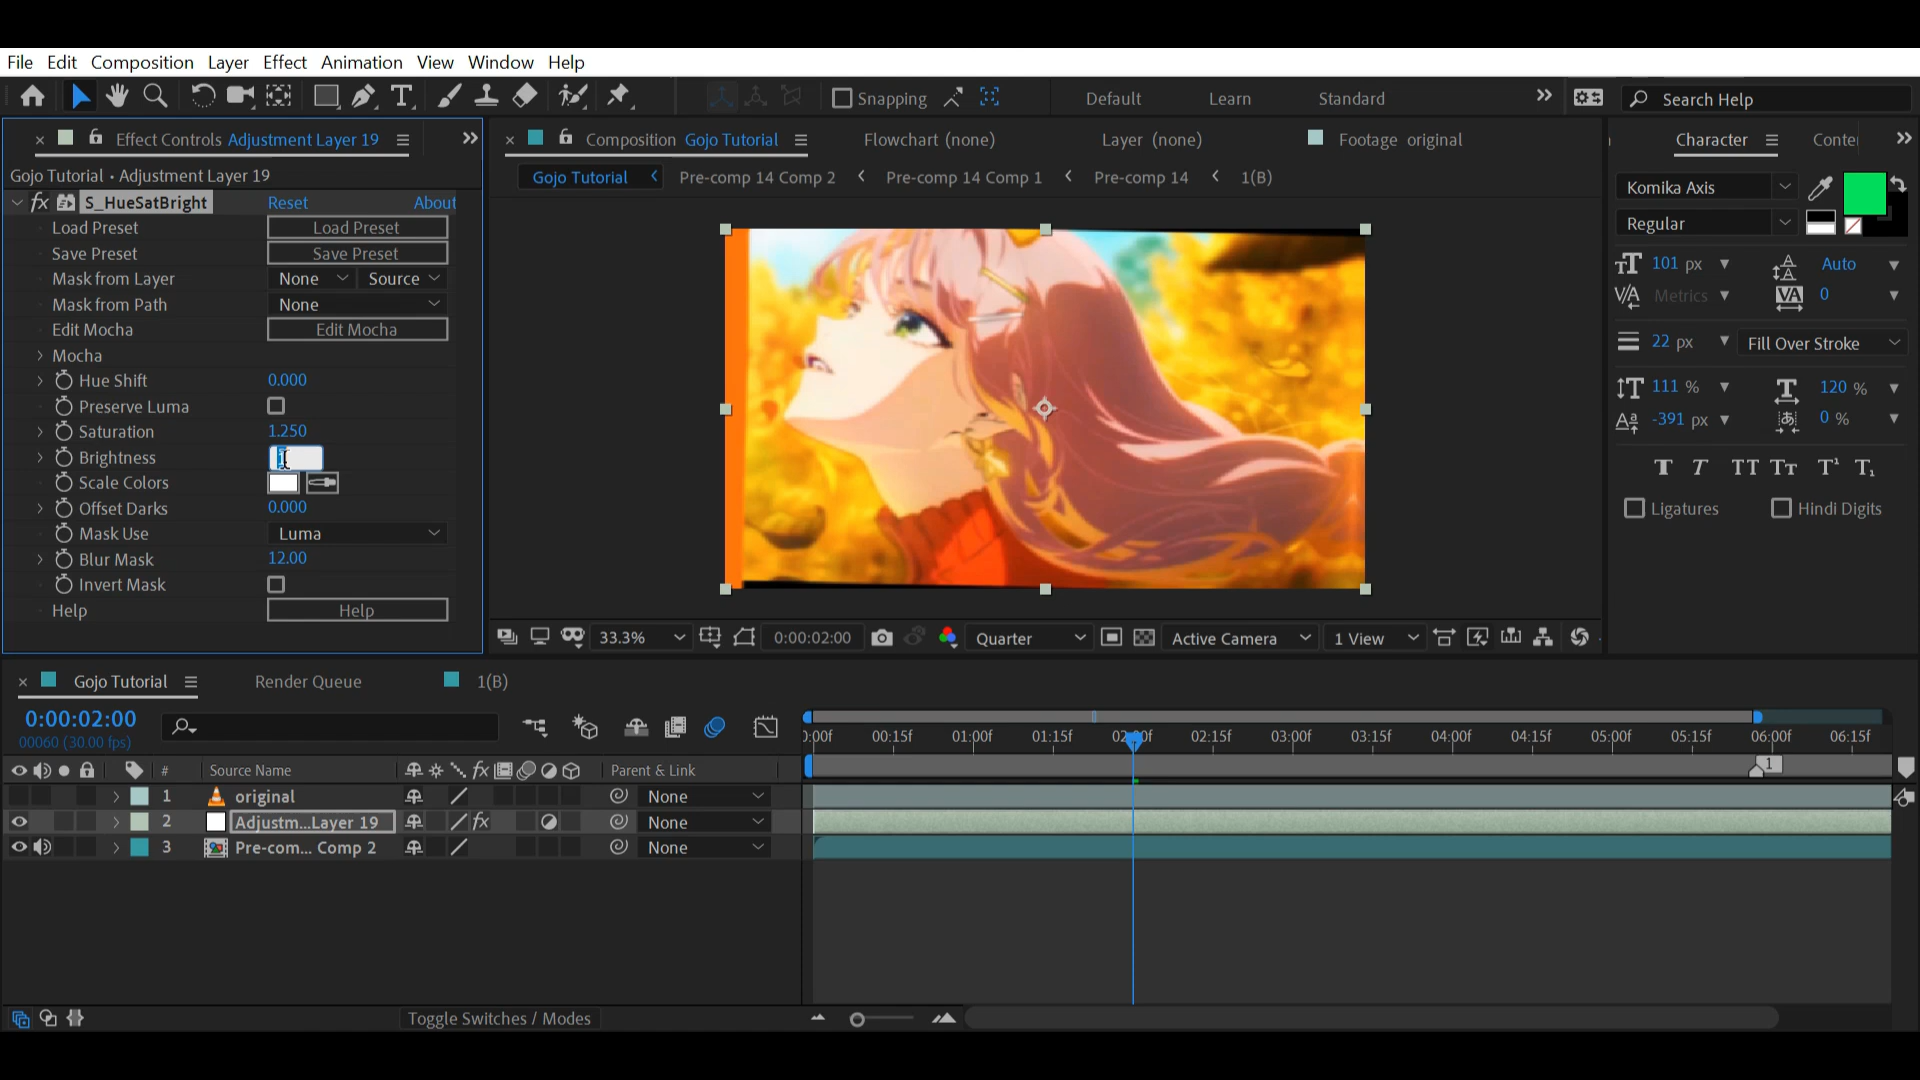 File Edit Composition Layer Effect Animation View Window Help
Snapping Default Learn Standard Search Help
Effect Controls Adjustment Layer 19
Composition Gojo Tutorial Flowchart (none) Layer (none) Footage original
Character
Gojo Tutorial • Adjustment Layer 19
Gojo Tutorial Pre-comp 14 Comp 2 Pre-comp 14 Comp 1 Pre-comp 14 1(B)
fx S_HueSatBright Reset About
Load Preset Load Preset
Save Preset Save Preset
Mask from Layer None Source
Mask from Path None
Edit Mocha Edit Mocha
Mocha
Hue Shift 0.000
Preserve Luma
Saturation 1.250
Brightness
Scale Colors
Offset Darks 0.000
Mask Use Luma
Blur Mask 12.00
Invert Mask
Help Help
Komika Axis
Regular
101 px Auto
Metrics 0
22 px Fill Over Stroke
111 % 120 %
-391 px 0 %
T T TT Tт T¹ T₁
Ligatures Hindi Digits
33.3% 0:00:02:00 Quarter Active Camera 1 View
Gojo Tutorial Render Queue 1(B)
0:00:02:00
00060 (30.00 fps)
00f 00:15f 01:00f 01:15f 02:15f 03:00f 03:15f 04:00f 04:15f 05:00f 05:15f 06:00f 06:15f
# Source Name fx Parent & Link
1
1 original None
2 Adjustm...Layer 19 fx None
3 Pre-com... Comp 2 None
Toggle Switches / Modes